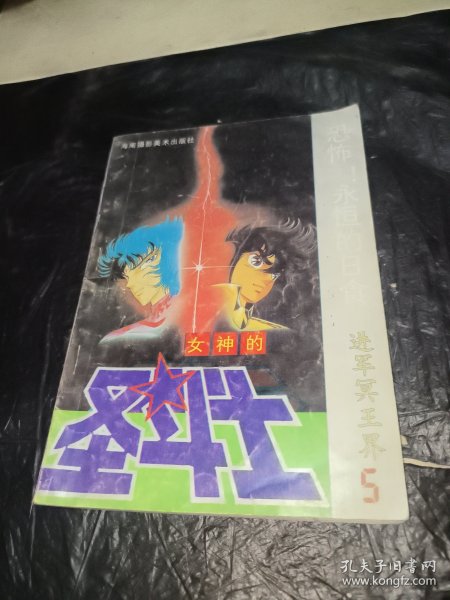 海南摄影美术出版社
恐怖！永恒的日食
女神的
圣斗士
进军冥王界
5
孔夫子旧书网
www.kongfz.com